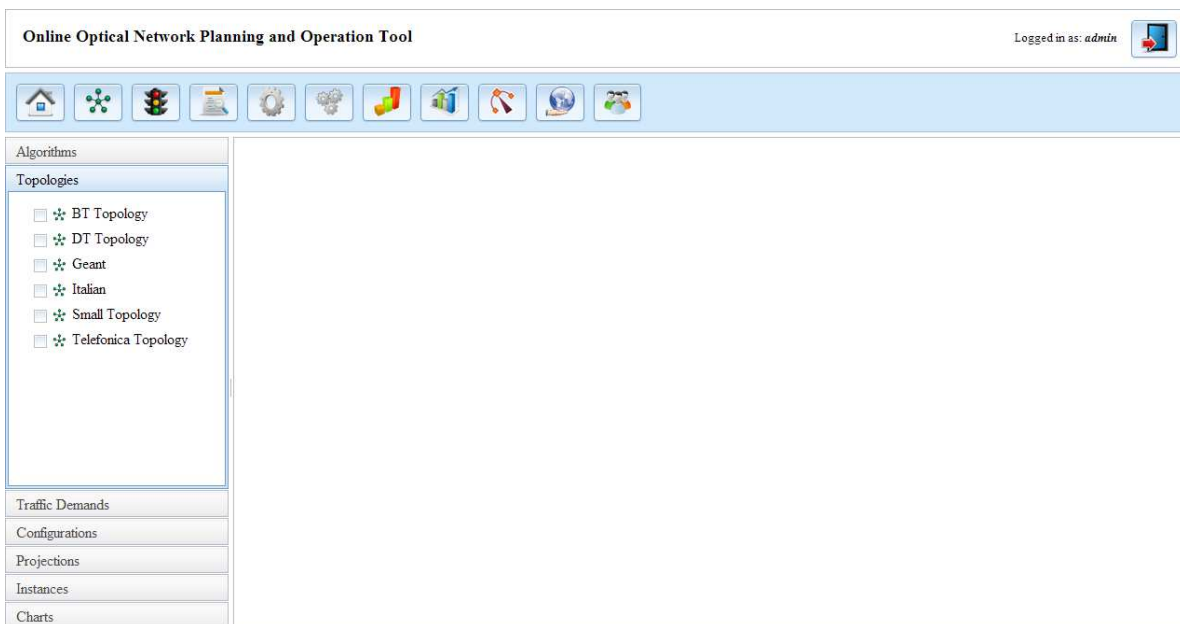 Online Optical Network Planning and Operation Tool
Logged in as: admin
Algorithms
Topologies
BT Topology
DT Topology
Geant
Italian
Small Topology
Telefonica Topology
Traffic Demands
Configurations
Projections
Instances
Charts